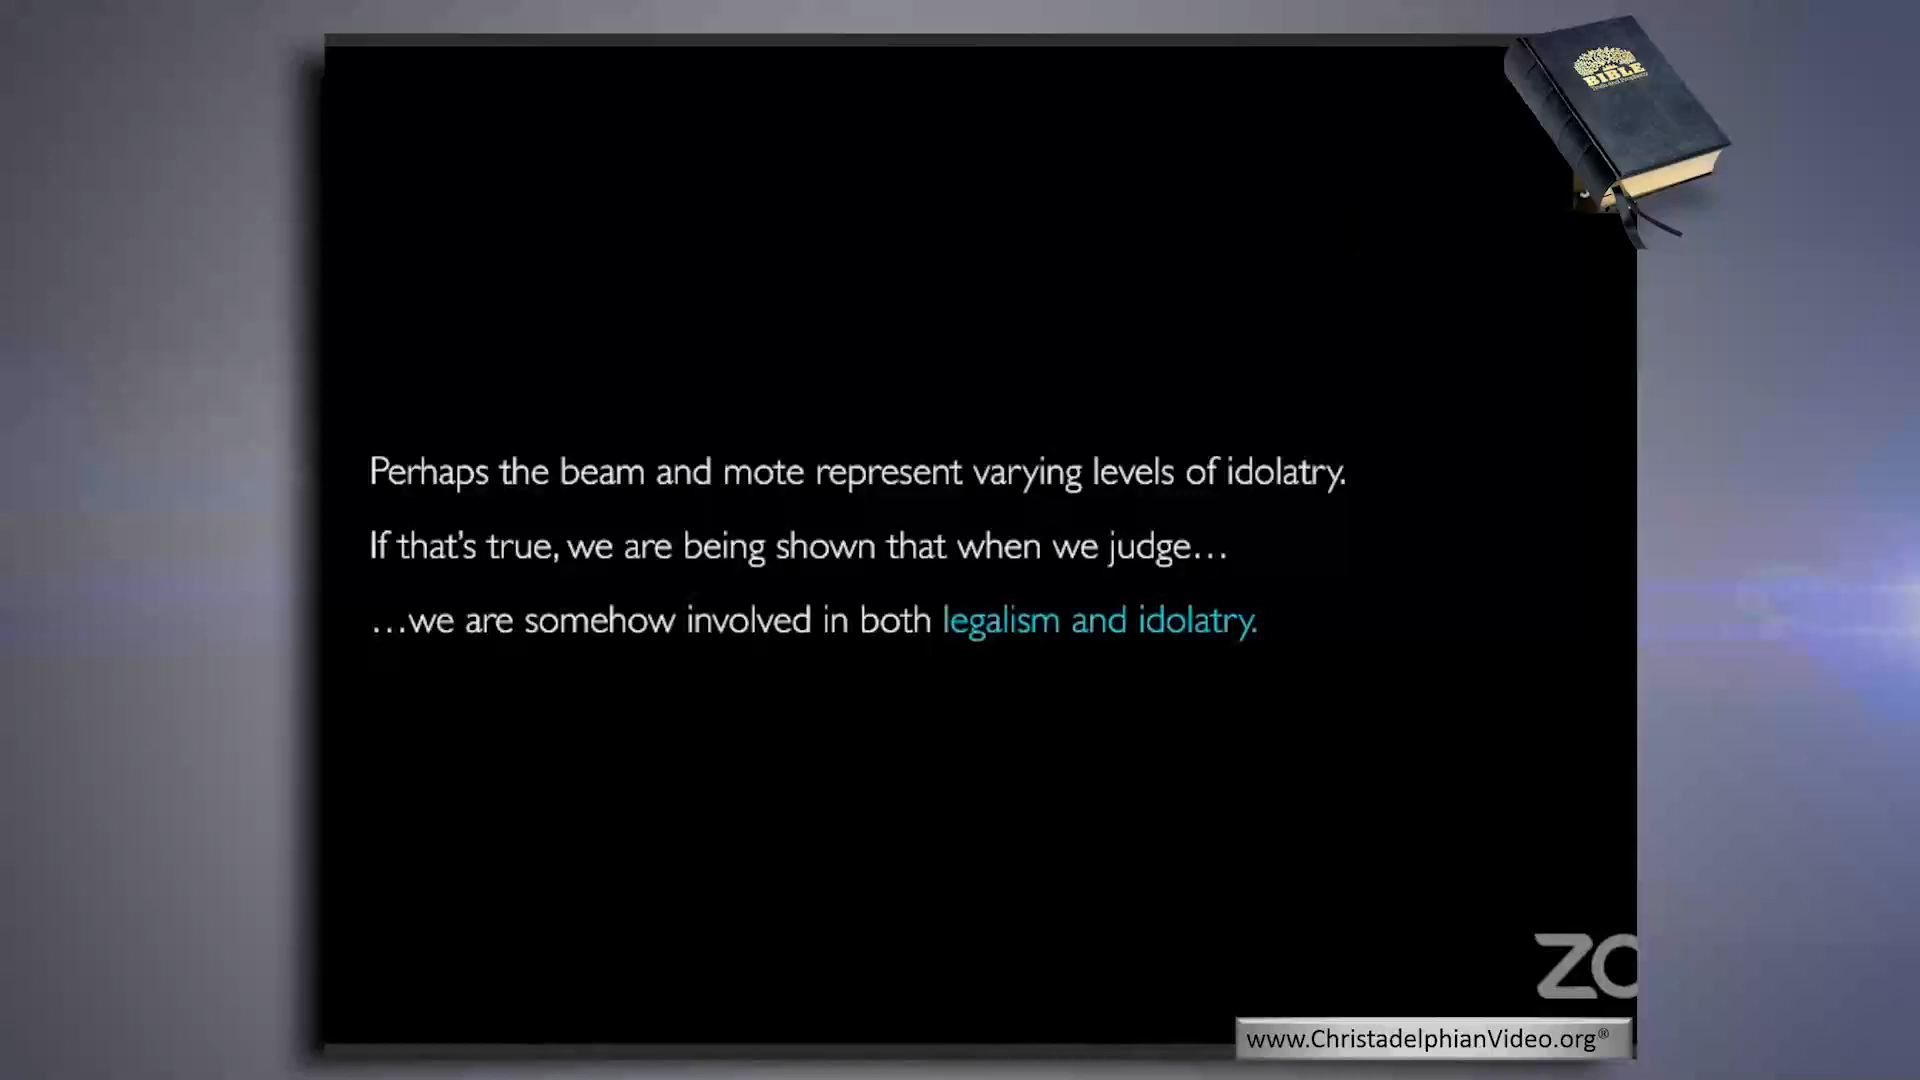 BIBLE
Perhaps the beam and mote represent varying levels of idolatry.
If that's true, we are being shown that when we judge…
…we are somehow involved in both legalism and idolatry.
ZO
www.ChristadelphianVideo.org®